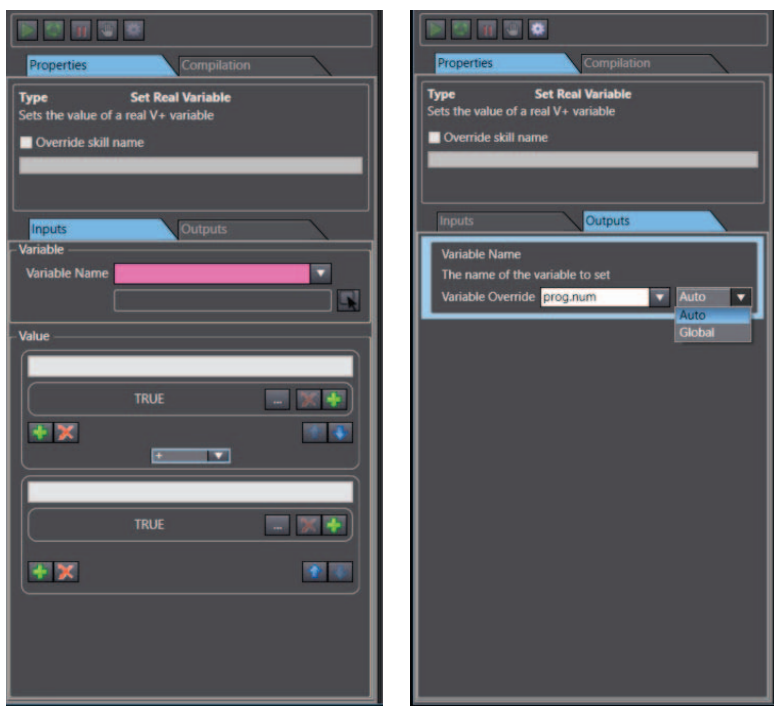 Properties
Compilation
Type Set Real Variable
Sets the value of a real V+ variable
Override skill name
Inputs
Outputs
Variable
Variable Name
Value
TRUE
...
+
TRUE
...
Properties
Compilation
Type Set Real Variable
Sets the value of a real V+ variable
Override skill name
Inputs
Outputs
Variable Name
The name of the variable to set
Variable Override prog.num Auto
Auto
Global